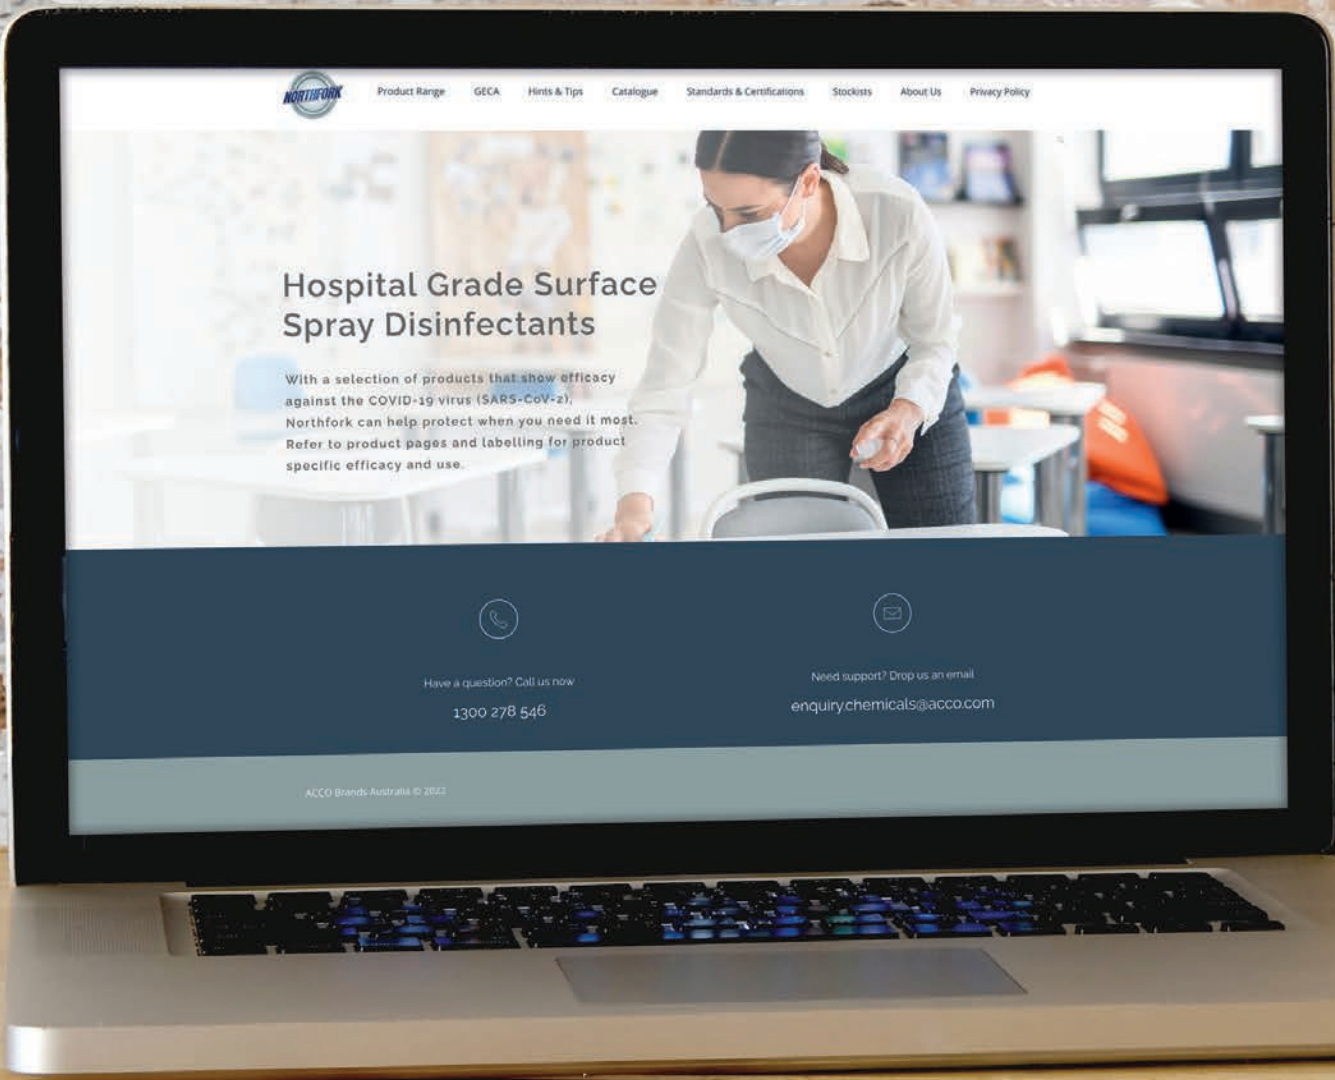 NORTHFORK
Product Range GECA Hints & Tips Catalogue Standards & Certifications Stockists About Us Privacy Policy
Hospital Grade Surface
Spray Disinfectants
With a selection of products that show efficacy
against the COVID-19 virus (SARS-CoV-2),
Northfork can help protect when you need it most.
Refer to product pages and labelling for product
specific efficacy and use.
Have a question? Call us now
1300 278 546
Need support? Drop us an email
enquiry.chemicals@acco.com
ACCO Brands Australia © 2022